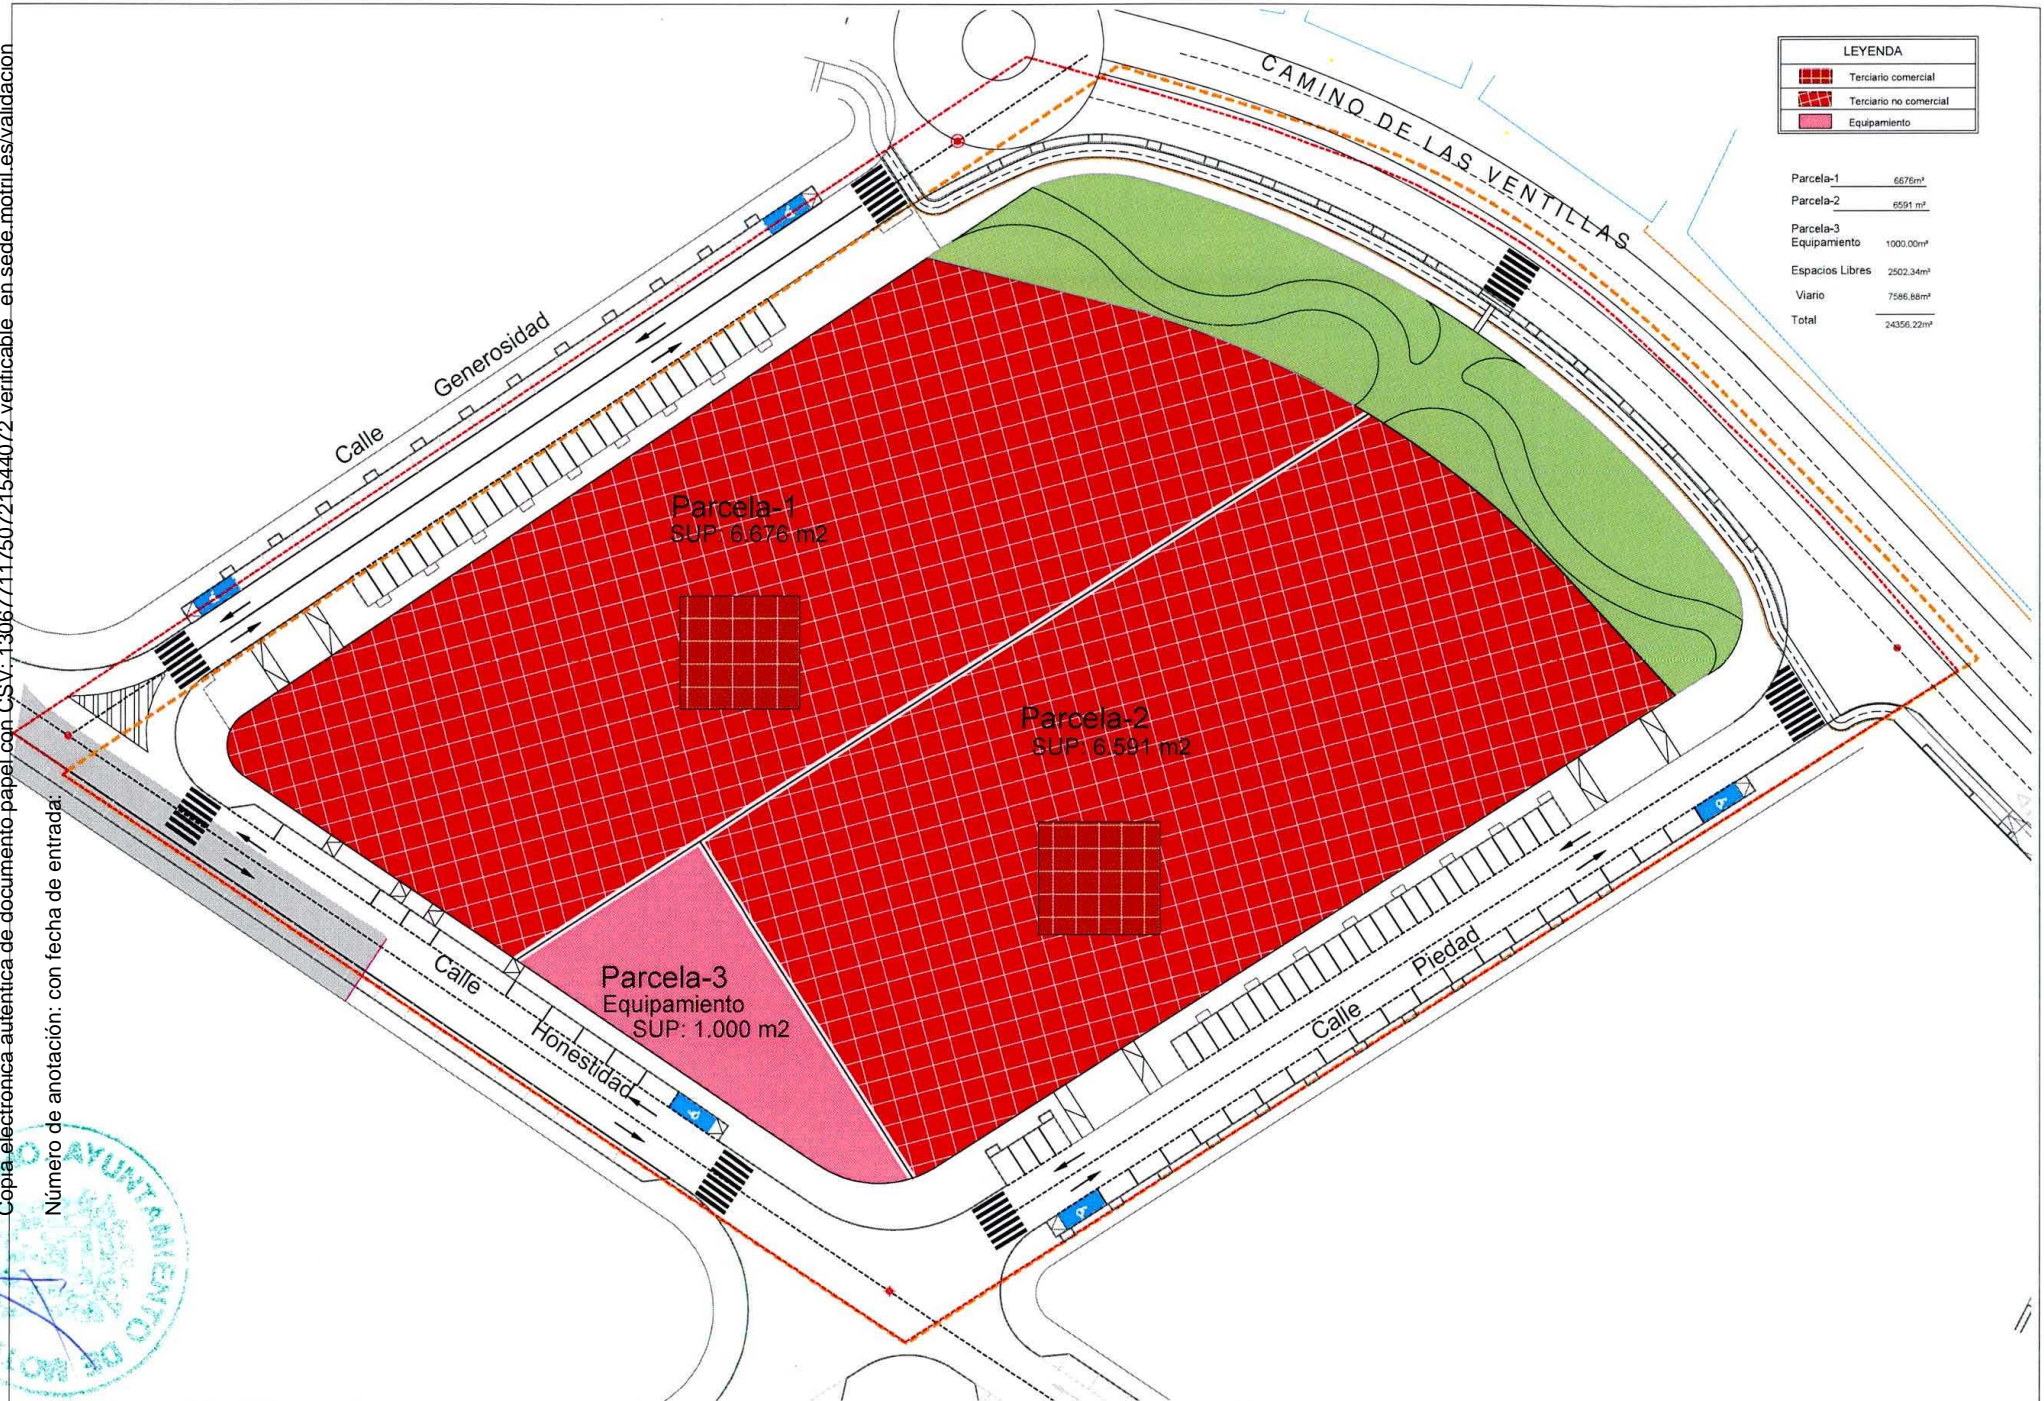 Copia electrónica auténtica de documento papel con CSV: 13067711175072154407​2 verificable en sede.motril.es/validacion
Número de anotación: con fecha de entrada:
CAMINO DE LAS VENTILLAS
LEYENDA
Terciario comercial
Terciario no comercial
Equipamiento
Parcela-1 6676m²
Parcela-2 6591 m²
Parcela-3
Equipamiento 1000.00m²
Espacios Libres 2502.34m²
Viario 7586.88m²
Total 24356.22m²
Calle Generosidad
Parcela-1
SUP: 6.676 m2
Parcela-2
SUP: 6.591 m2
Parcela-3
Equipamiento
SUP: 1.000 m2
Calle Honestidad
Calle Piedad
AYUNTAMIENTO DE